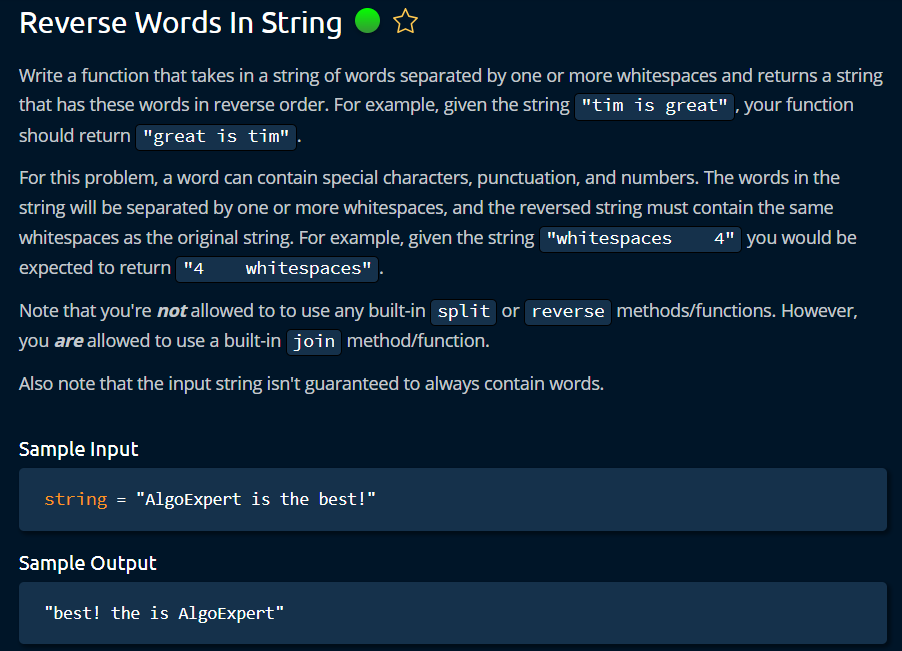 Reverse Words In String
Write a function that takes in a string of words separated by one or more whitespaces and returns a string
that has these words in reverse order. For example, given the string "tim is great", your function
should return "great is tim".
For this problem, a word can contain special characters, punctuation, and numbers. The words in the
string will be separated by one or more whitespaces, and the reversed string must contain the same
whitespaces as the original string. For example, given the string "whitespaces    4" you would be
expected to return "4    whitespaces".
Note that you're not allowed to to use any built-in split or reverse methods/functions. However,
you are allowed to use a built-in join method/function.
Also note that the input string isn't guaranteed to always contain words.
Sample Input
string = "AlgoExpert is the best!"
Sample Output
"best! the is AlgoExpert"